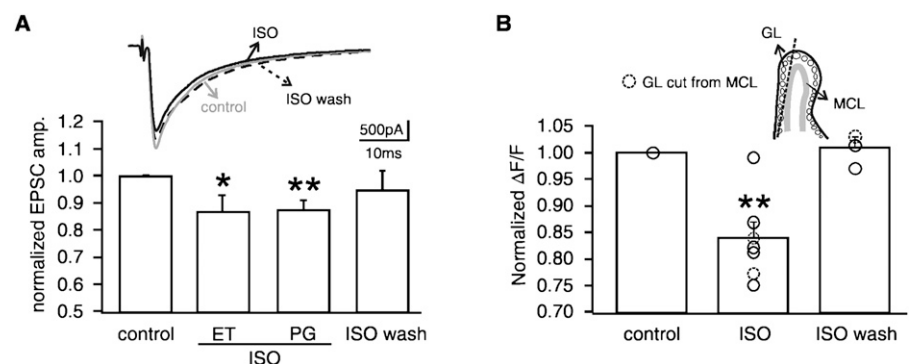 A
ISO
ISO wash
control
500pA
10ms
normalized EPSC amp.
1.2
1.1
1.0
0.9
0.8
0.7
0.6
0.5
*
**
control
ET
PG
ISO wash
ISO
B
GL
GL cut from MCL
MCL
Normalized ΔF/F
1.05
1.00
0.95
0.90
0.85
0.80
0.75
0.70
**
control
ISO
ISO wash